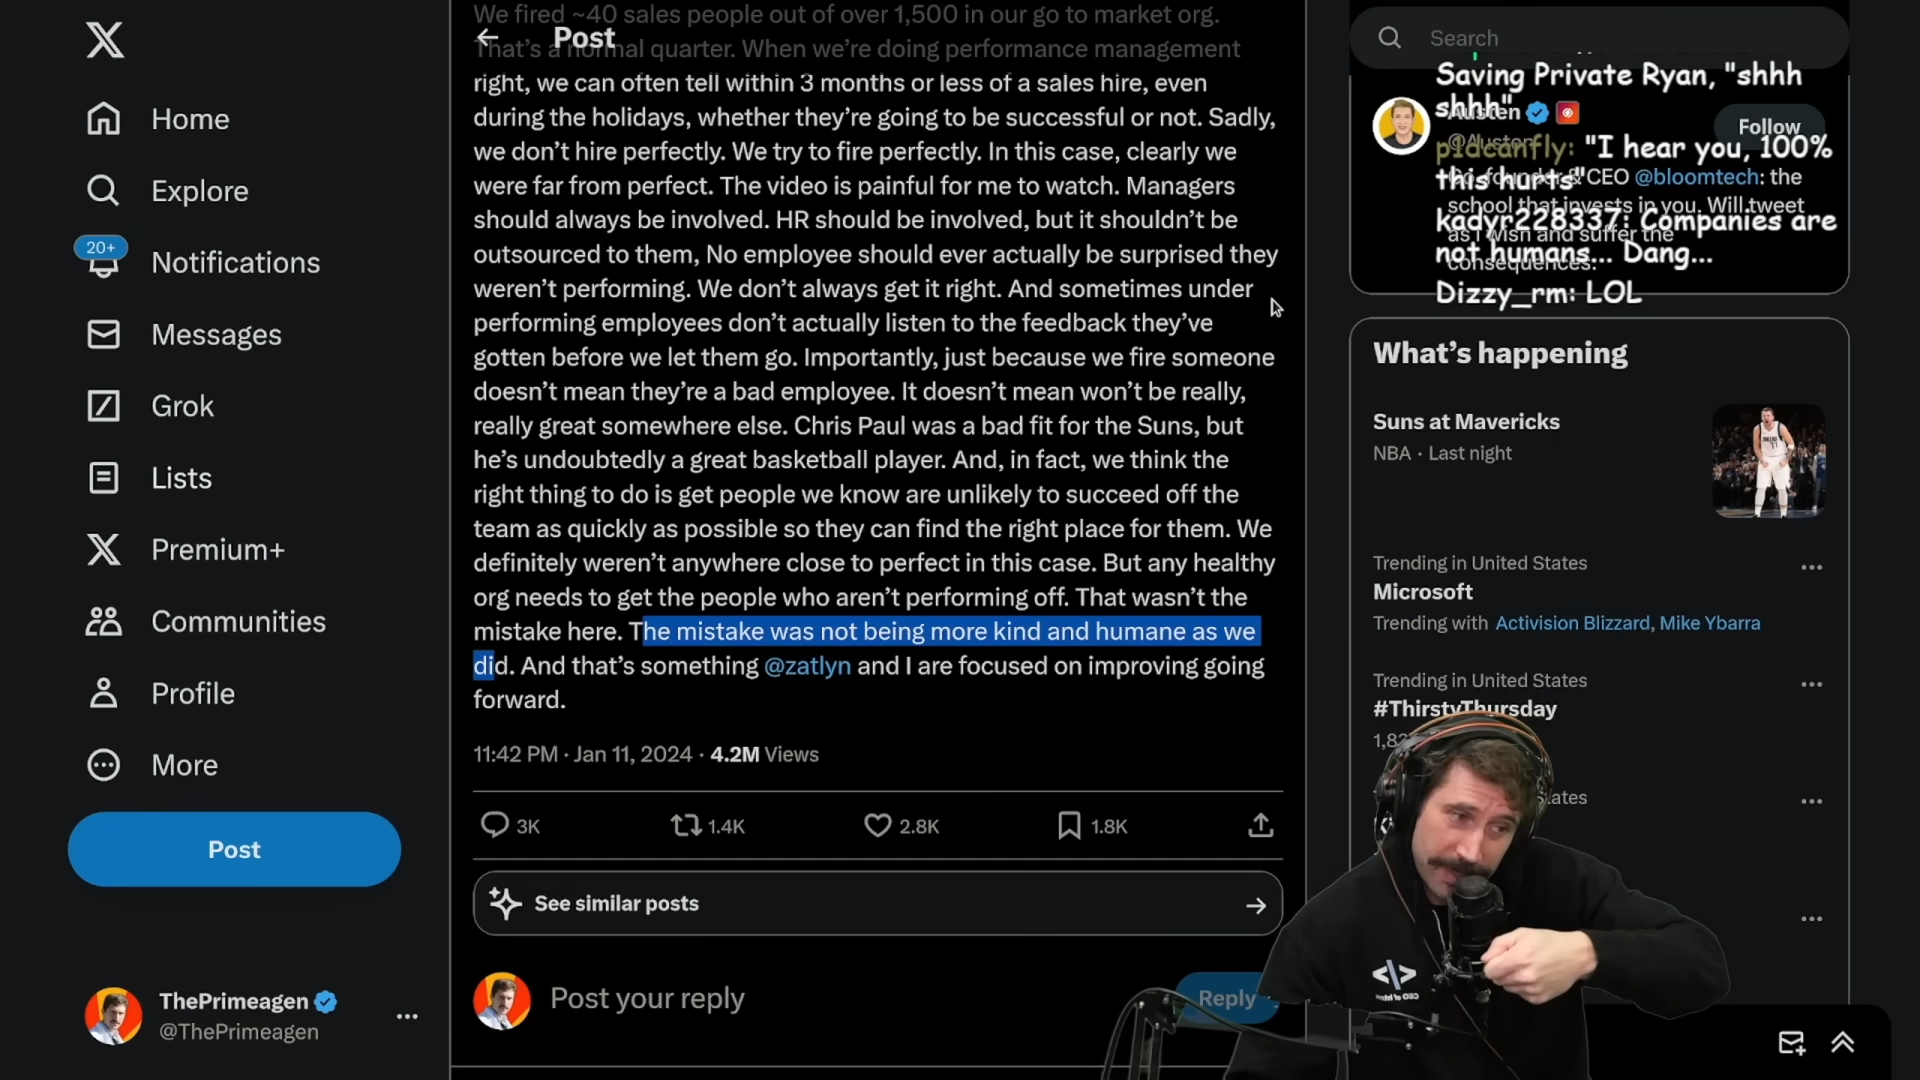 Home
Explore
20+
Notifications
Messages
Grok
Lists
Premium+
Communities
Profile
More
Post
ThePrimeagen
@ThePrimeagen
Post
We fired ~40 sales people out of over 1,500 in our go to market org.
That's a normal quarter. When we're doing performance management
right, we can often tell within 3 months or less of a sales hire, even
during the holidays, whether they're going to be successful or not. Sadly,
we don't hire perfectly. We try to fire perfectly. In this case, clearly we
were far from perfect. The video is painful for me to watch. Managers
should always be involved. HR should be involved, but it shouldn't be
outsourced to them, No employee should ever actually be surprised they
weren't performing. We don't always get it right. And sometimes under
performing employees don't actually listen to the feedback they've
gotten before we let them go. Importantly, just because we fire someone
doesn't mean they're a bad employee. It doesn't mean won't be really,
really great somewhere else. Chris Paul was a bad fit for the Suns, but
he's undoubtedly a great basketball player. And, in fact, we think the
right thing to do is get people we know are unlikely to succeed off the
team as quickly as possible so they can find the right place for them. We
definitely weren't anywhere close to perfect in this case. But any healthy
org needs to get the people who aren't performing off. That wasn't the
mistake here. The mistake was not being more kind and humane as we
did. And that's something @zatlyn and I are focused on improving going
forward.
11:42 PM · Jan 11, 2024 · 4.2M Views
3K 1.4K 2.8K 1.8K
See similar posts
Post your reply
Reply
Search
Saving Private Ryan, "shhh
shhh"
Austen
Follow
@Austen
p1dcanfly: "I hear you, 100%
this hurts"
Co-founder & CEO @bloomtech: the
school that invests in you. Will tweet
kadyr228337: Companies are
as I wish and suffer the
not humans... Dang...
consequences.
Dizzy_rm: LOL
What's happening
Suns at Mavericks
NBA · Last night
Trending in United States
Microsoft
Trending with Activision Blizzard, Mike Ybarra
Trending in United States
#ThirstyThursday